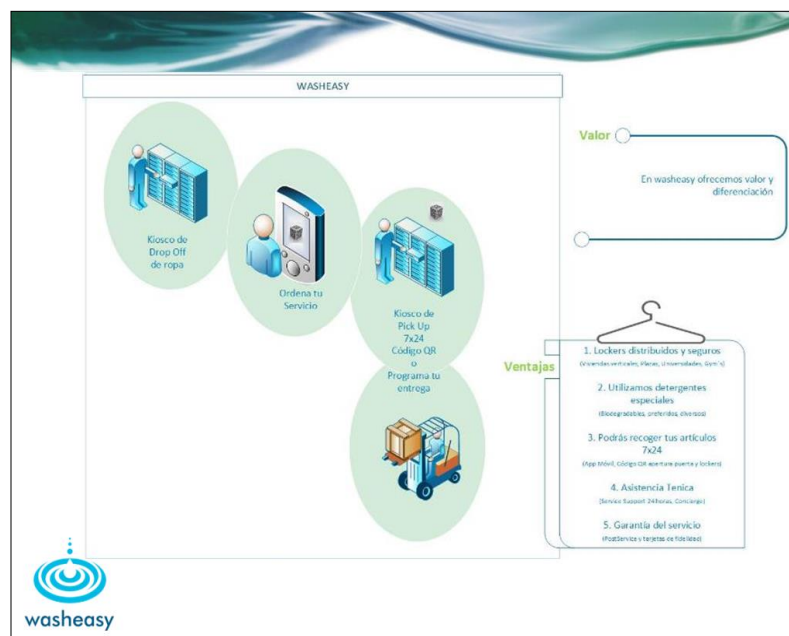 WASHEASY
Kiosco de
Drop Off
de ropa
Ordena tu
Servicio
Kiosco de
Pick Up
7x24
Código QR
o
Programa tu
entrega
Valor
En washeasy ofrecemos valor y
diferenciación
Ventajas
1. Lockers distribuidos y seguros
(Viviendas verticales, Plazas, Universidades, Gym's)
2. Utilizamos detergentes
especiales
(Biodegradables, preferidos, diversos)
3. Podrás recoger tus artículos
7x24
(App Móvil, Código QR apertura puerta y lockers)
4. Asistencia Tenica
(Service Support 24 horas, Concierge)
5. Garantía del servicio
(PostService y tarjetas de fidelidad)
washeasy